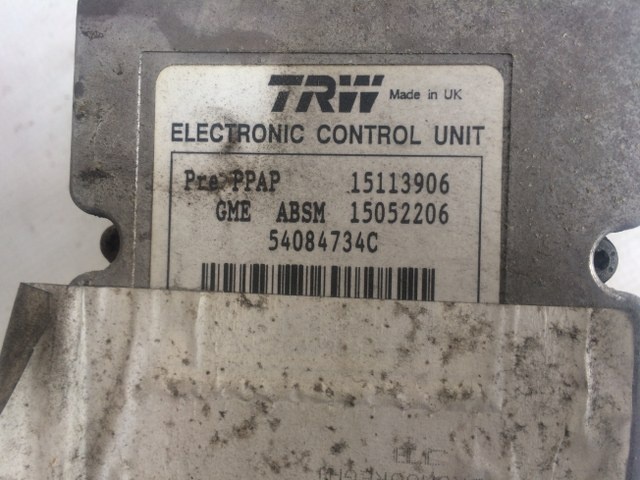 TRW Made in UK
ELECTRONIC CONTROL UNIT
Pre PPAP 15113906
GME ABSM 15052206
54084734C